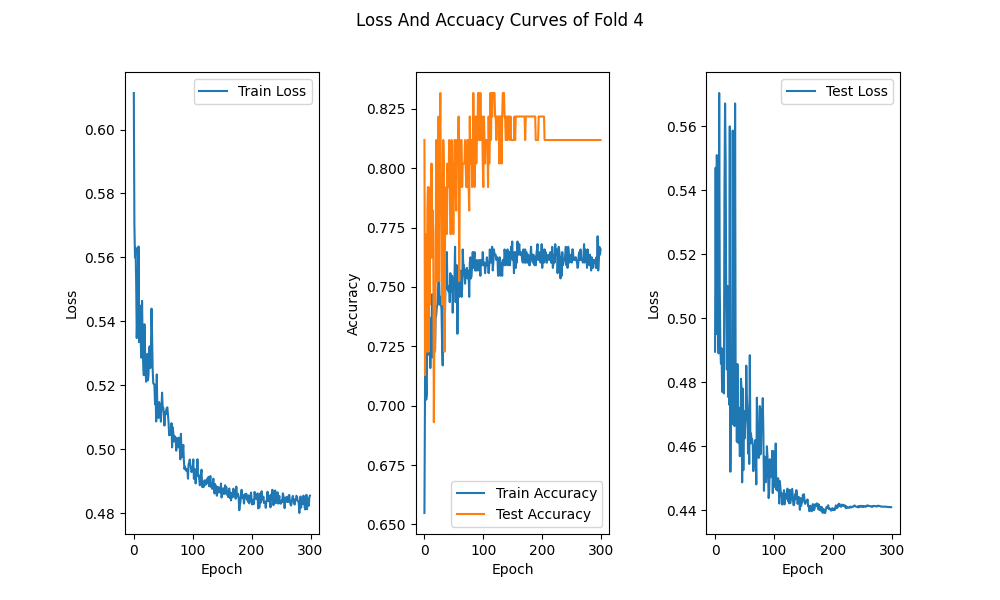 Loss And Accuacy Curves of Fold 4
Train Loss
0.60
0.58
0.56
0.54
0.52
0.50
0.48
Loss
0 100 200 300
Epoch
0.825
0.800
0.775
0.750
0.725
0.700
0.675
0.650
Accuracy
Train Accuracy
Test Accuracy
0 100 200 300
Epoch
Test Loss
0.56
0.54
0.52
0.50
0.48
0.46
0.44
Loss
0 100 200 300
Epoch